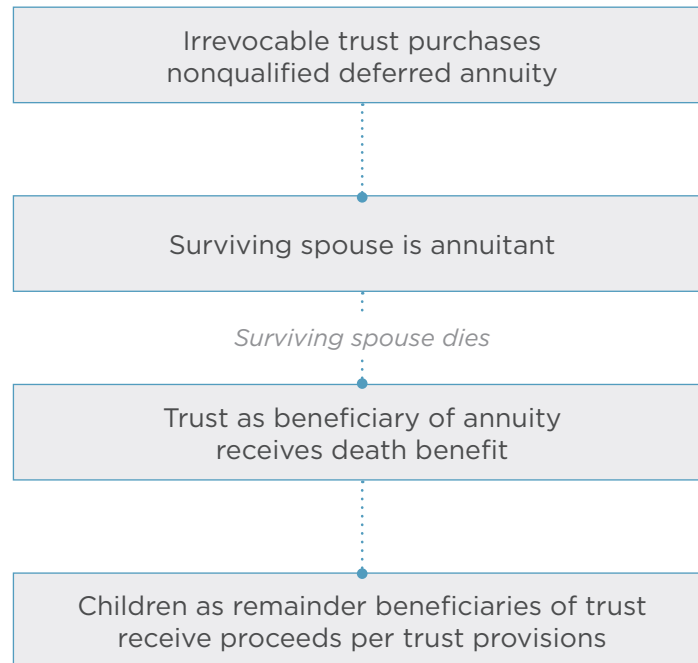 Irrevocable trust purchases
nonqualified deferred annuity
Surviving spouse is annuitant
Surviving spouse dies
Trust as beneficiary of annuity
receives death benefit
Children as remainder beneficiaries of trust
receive proceeds per trust provisions